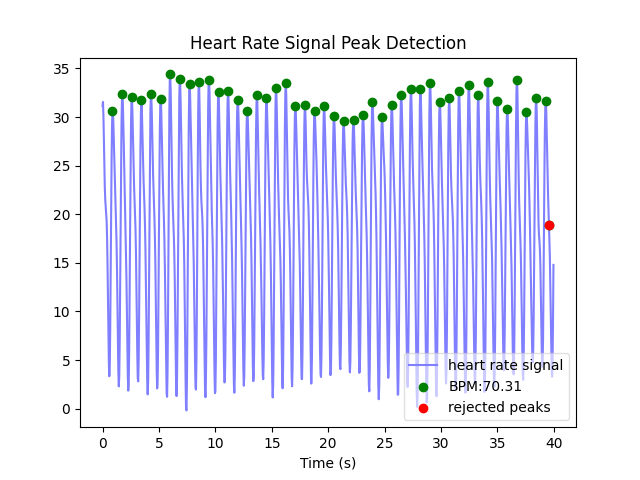 Heart Rate Signal Peak Detection
35
30
25
20
15
10
5
0
0 5 10 15 20 25 30 35 40
Time (s)
heart rate signal
BPM:70.31
rejected peaks